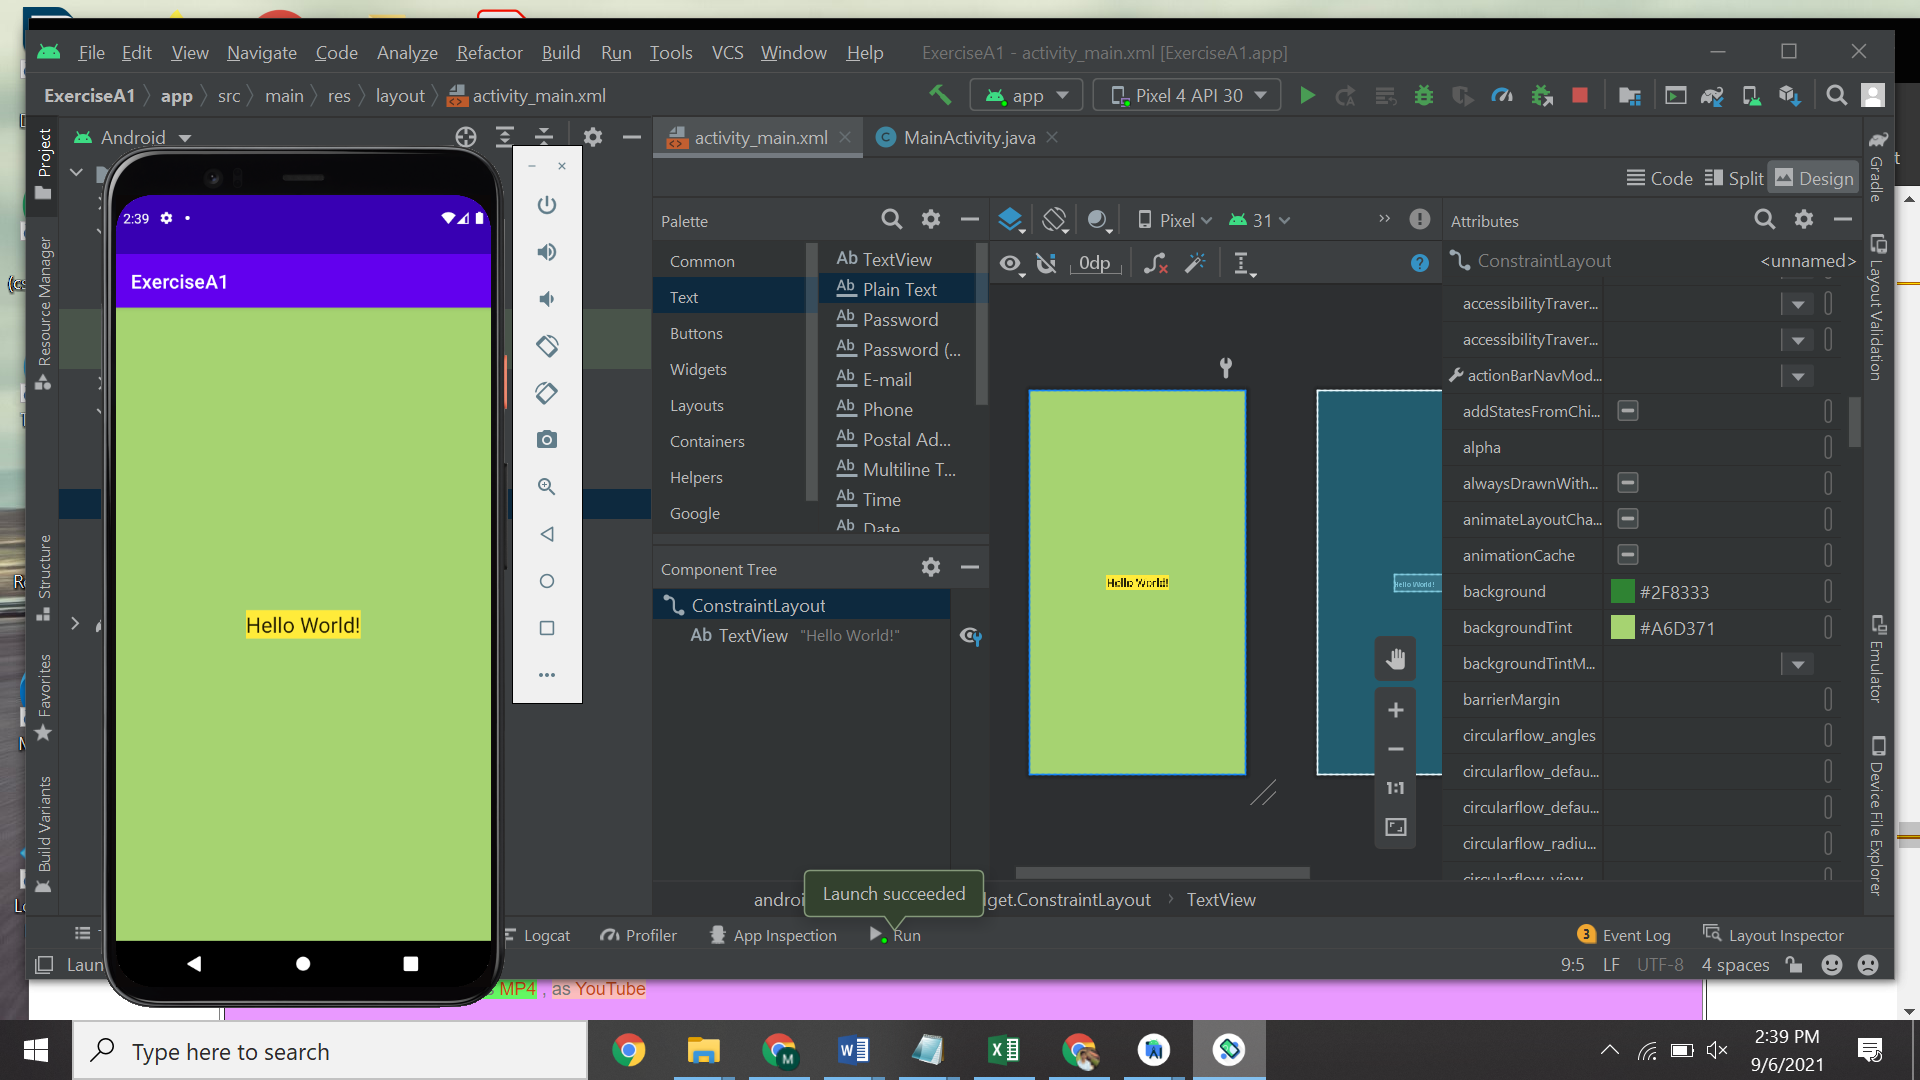 File Edit View Navigate Code Analyze Refactor Build Run Tools VCS Window Help ExerciseA1 - activity_main.xml [ExerciseA1.app]
ExerciseA1 app src main res layout activity_main.xml app Pixel 4 API 30
Project
Resource Manager
Structure
Favorites
Build Variants
Android
2:39
ExerciseA1
Hello World!
activity_main.xml MainActivity.java
Code Split Design
Palette
Common
Text
Buttons
Widgets
Layouts
Containers
Helpers
Google
Ab TextView
Ab Plain Text
Ab Password
Ab Password (...
Ab E-mail
Ab Phone
Ab Postal Ad...
Ab Multiline T...
Ab Time
Ab Date
Component Tree
ConstraintLayout
Ab TextView "Hello World!"
Pixel 31
0dp
Hello World!
Hello World!
1:1
Attributes
ConstraintLayout <unnamed>
accessibilityTraver...
accessibilityTraver...
actionBarNavMod...
addStatesFromChi...
alpha
alwaysDrawnWith...
animateLayoutCha...
animationCache
background #2F8333
backgroundTint #A6D371
backgroundTintM...
barrierMargin
circularflow_angles
circularflow_defau...
circularflow_defau...
circularflow_radiu...
circularflow_view
Gradle
Layout Validation
Emulator
Device File Explorer
Launch succeeded
get.ConstraintLayout TextView
Logcat Profiler App Inspection Run 3 Event Log Layout Inspector
9:5 LF UTF-8 4 spaces
MP4 , as YouTube
Type here to search
2:39 PM
9/6/2021